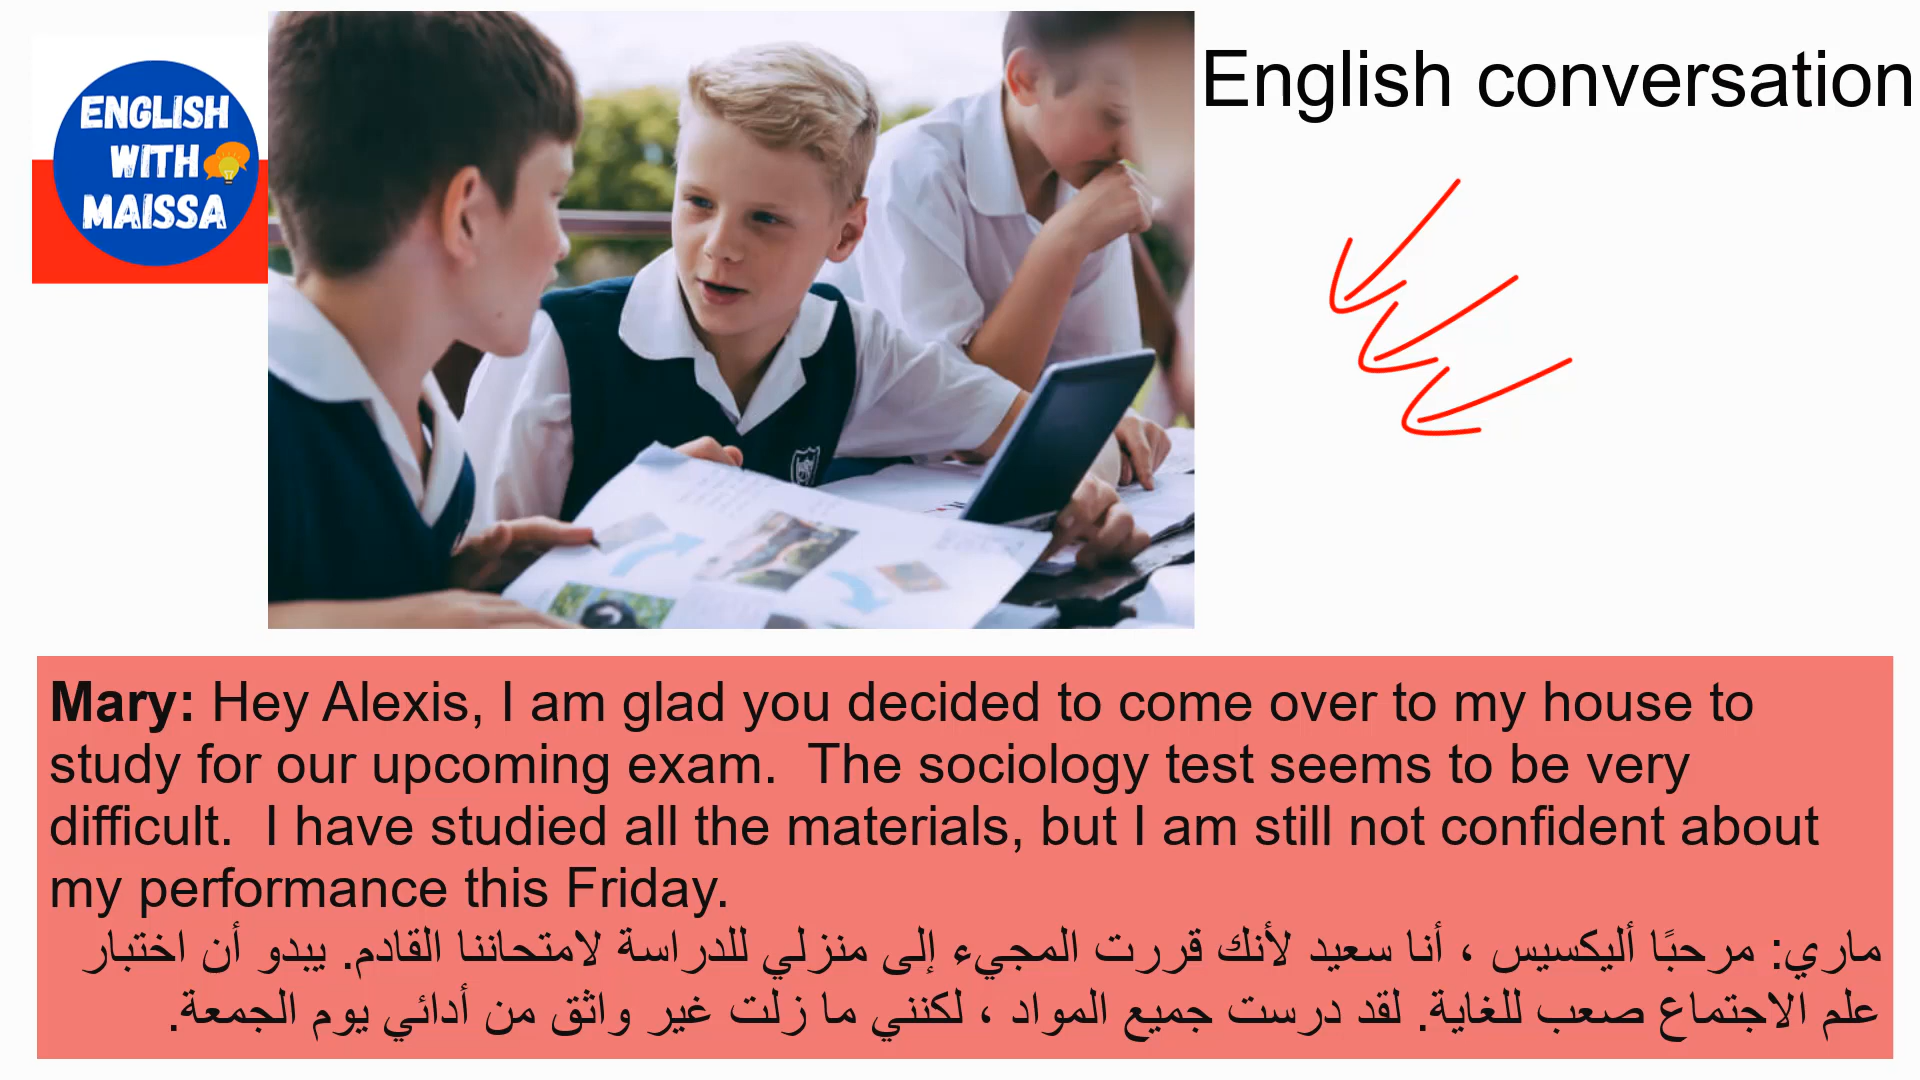 ENGLISH
WITH
MAISSA
English conversation
Mary: Hey Alexis, I am glad you decided to come over to my house to
study for our upcoming exam.  The sociology test seems to be very
difficult.  I have studied all the materials, but I am still not confident about
my performance this Friday.
ماري: مرحبًا أليكسيس ، أنا سعيد لأنك قررت المجيء إلى منزلي للدراسة لامتحاننا القادم. يبدو أن اختبار
علم الاجتماع صعب للغاية. لقد درست جميع المواد ، لكنني ما زلت غير واثق من أدائي يوم الجمعة.